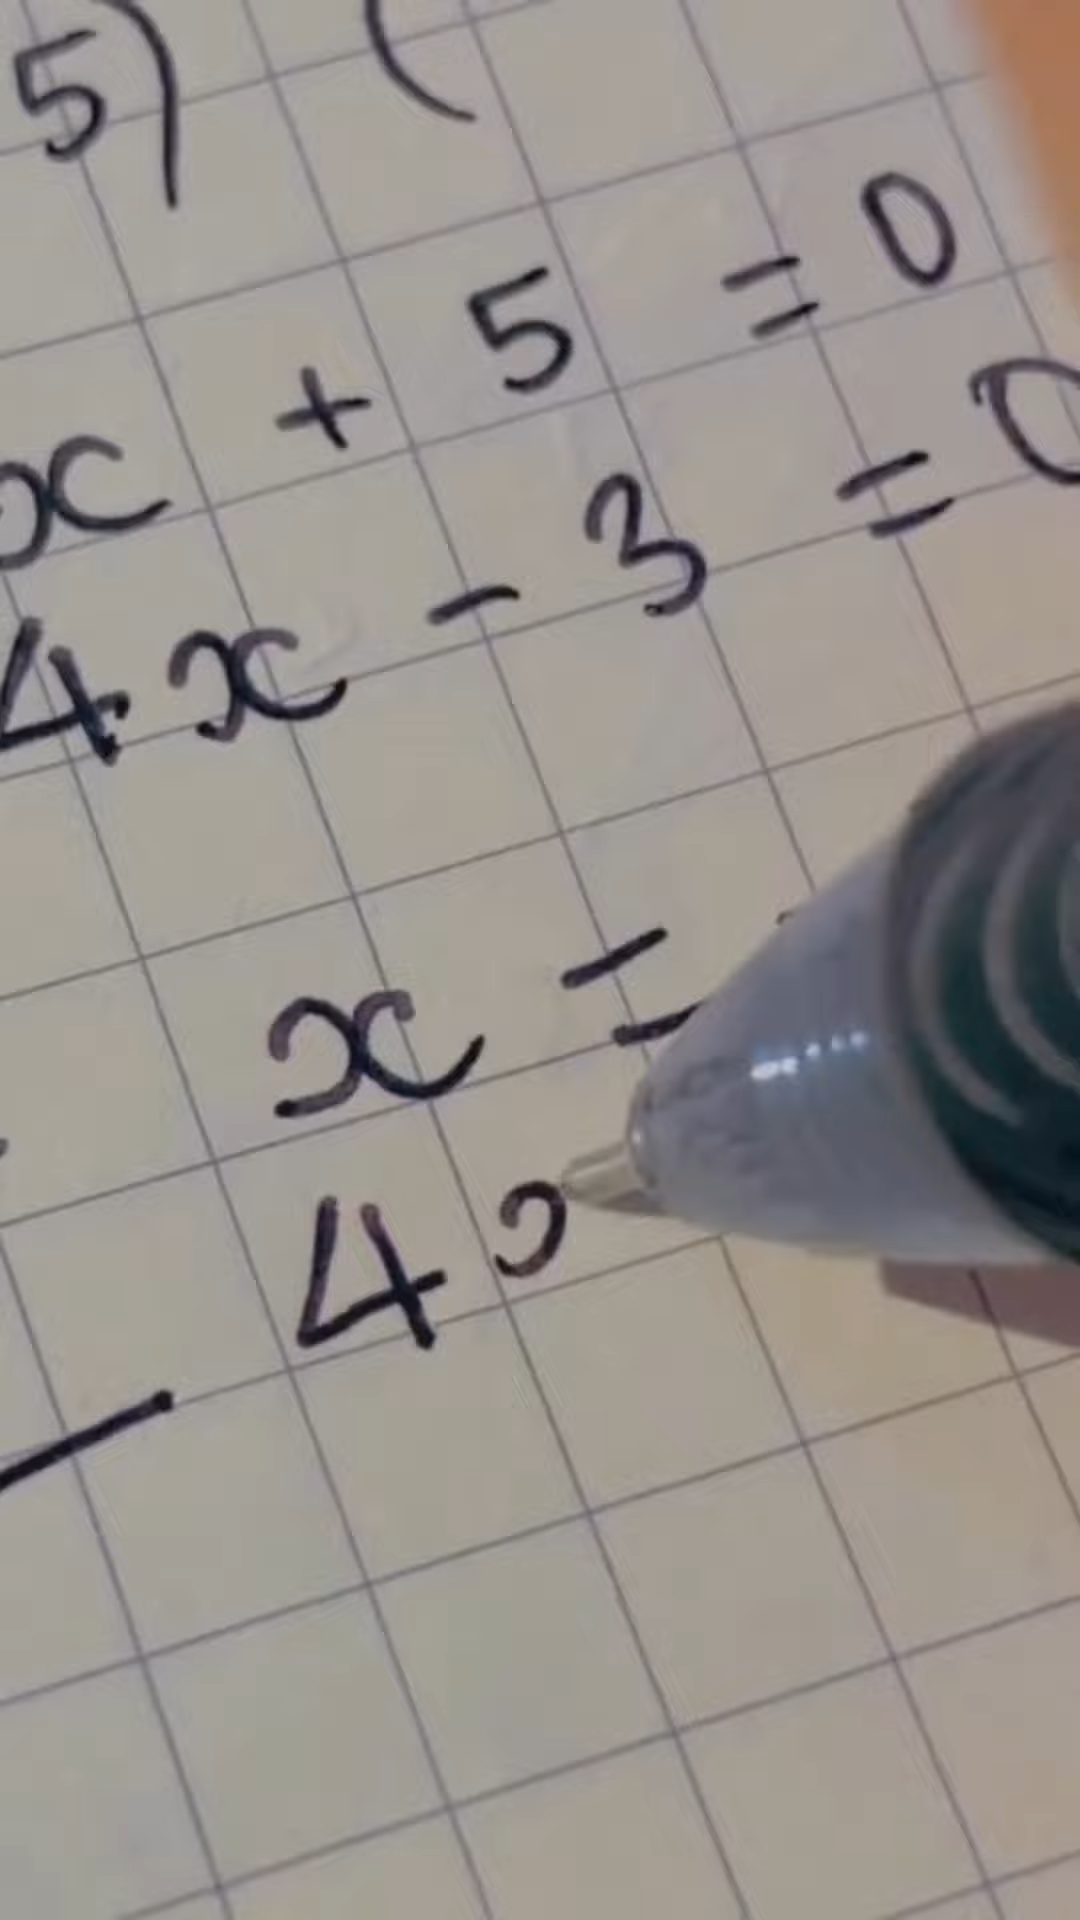 5) (
x + 5 = 0
4x - 3 = 0
x =
4